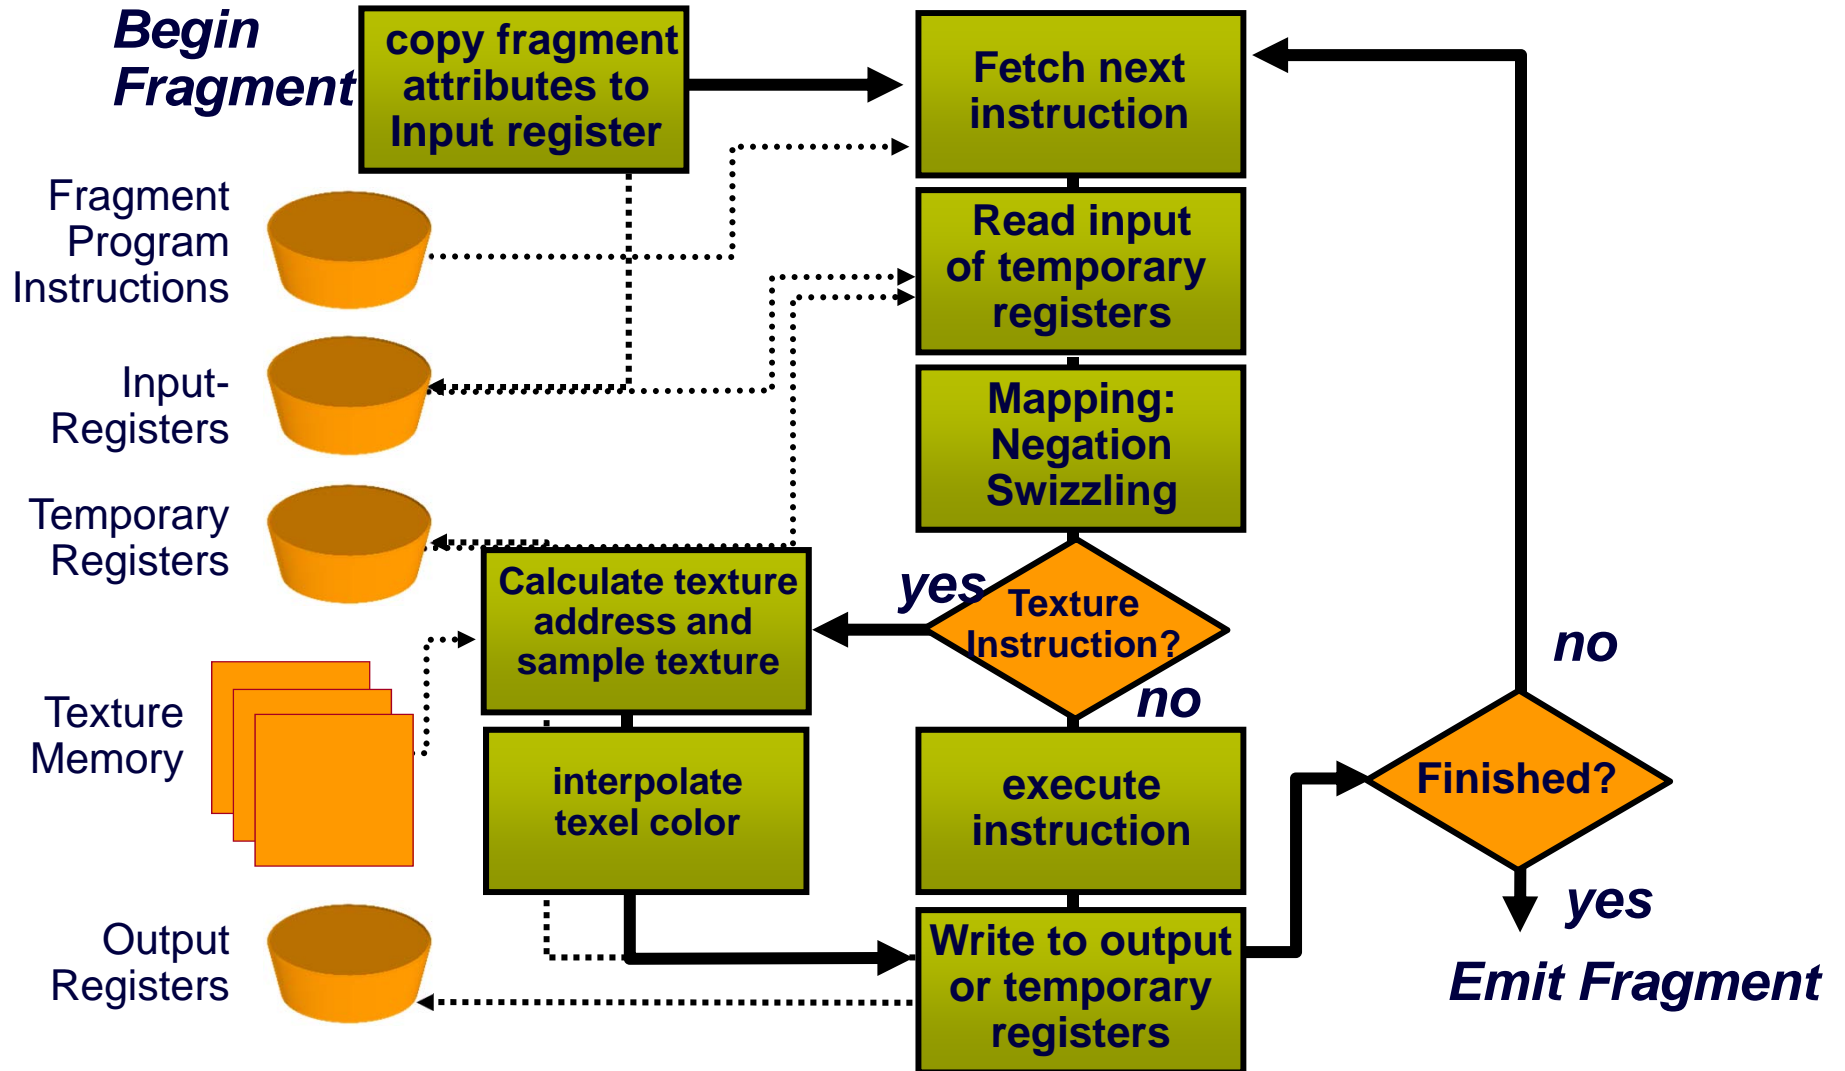 Begin
Fragment
copy fragment
attributes to
Input register
Fetch next
instruction
Fragment
Program
Instructions
Read input
of temporary
registers
Input-
Registers
Mapping:
Negation
Swizzling
Temporary
Registers
Calculate texture
address and
sample texture
yes
Texture
Instruction?
no
no
Texture
Memory
interpolate
texel color
execute
instruction
Finished?
yes
Output
Registers
Write to output
or temporary
registers
Emit Fragment